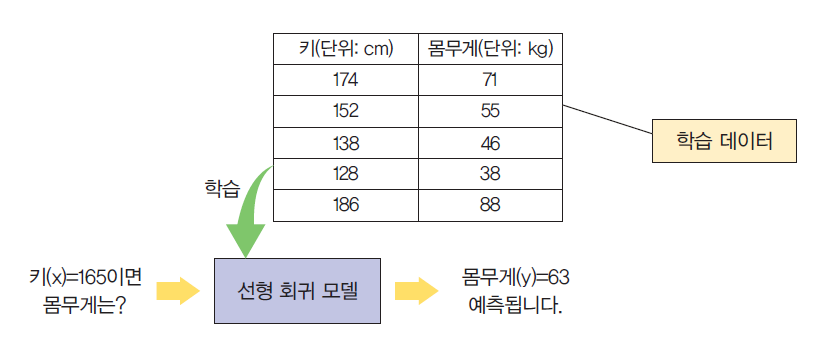 키(단위: cm) 몸무게(단위: kg)
174 71
152 55
138 46
128 38
186 88
학습 데이터
학습
키(x)=165이면
몸무게는?
선형 회귀 모델
몸무게(y)=63
예측됩니다.